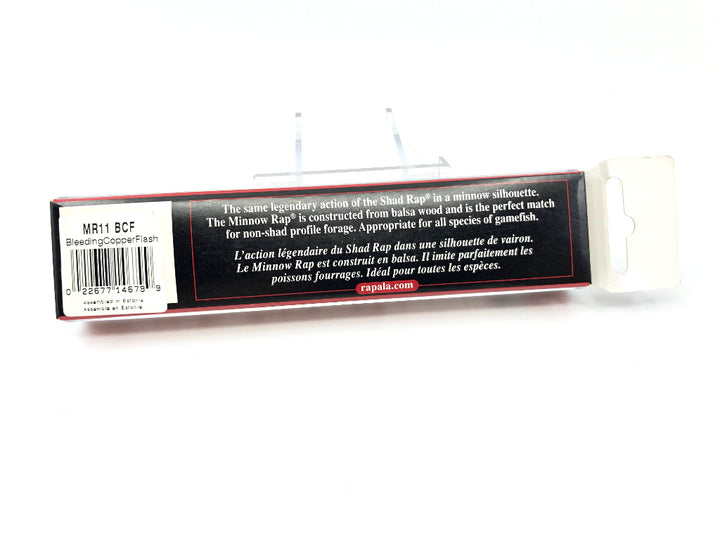 MR11 BCF
BleedingCopperFlash
0 22677 14679 9
Assembled in Estonia
Assemble en Estonie
The same legendary action of the Shad Rap® in a minnow silhouette.
The Minnow Rap® is constructed from balsa wood and is the perfect match
for non-shad profile forage. Appropriate for all species of gamefish.
L'action légendaire du Shad Rap dans une silhouette de vairon.
Le Minnow Rap est construit en balsa. Il imite parfaitement les
poissons fourrages. Idéal pour toutes les espèces.
rapala.com